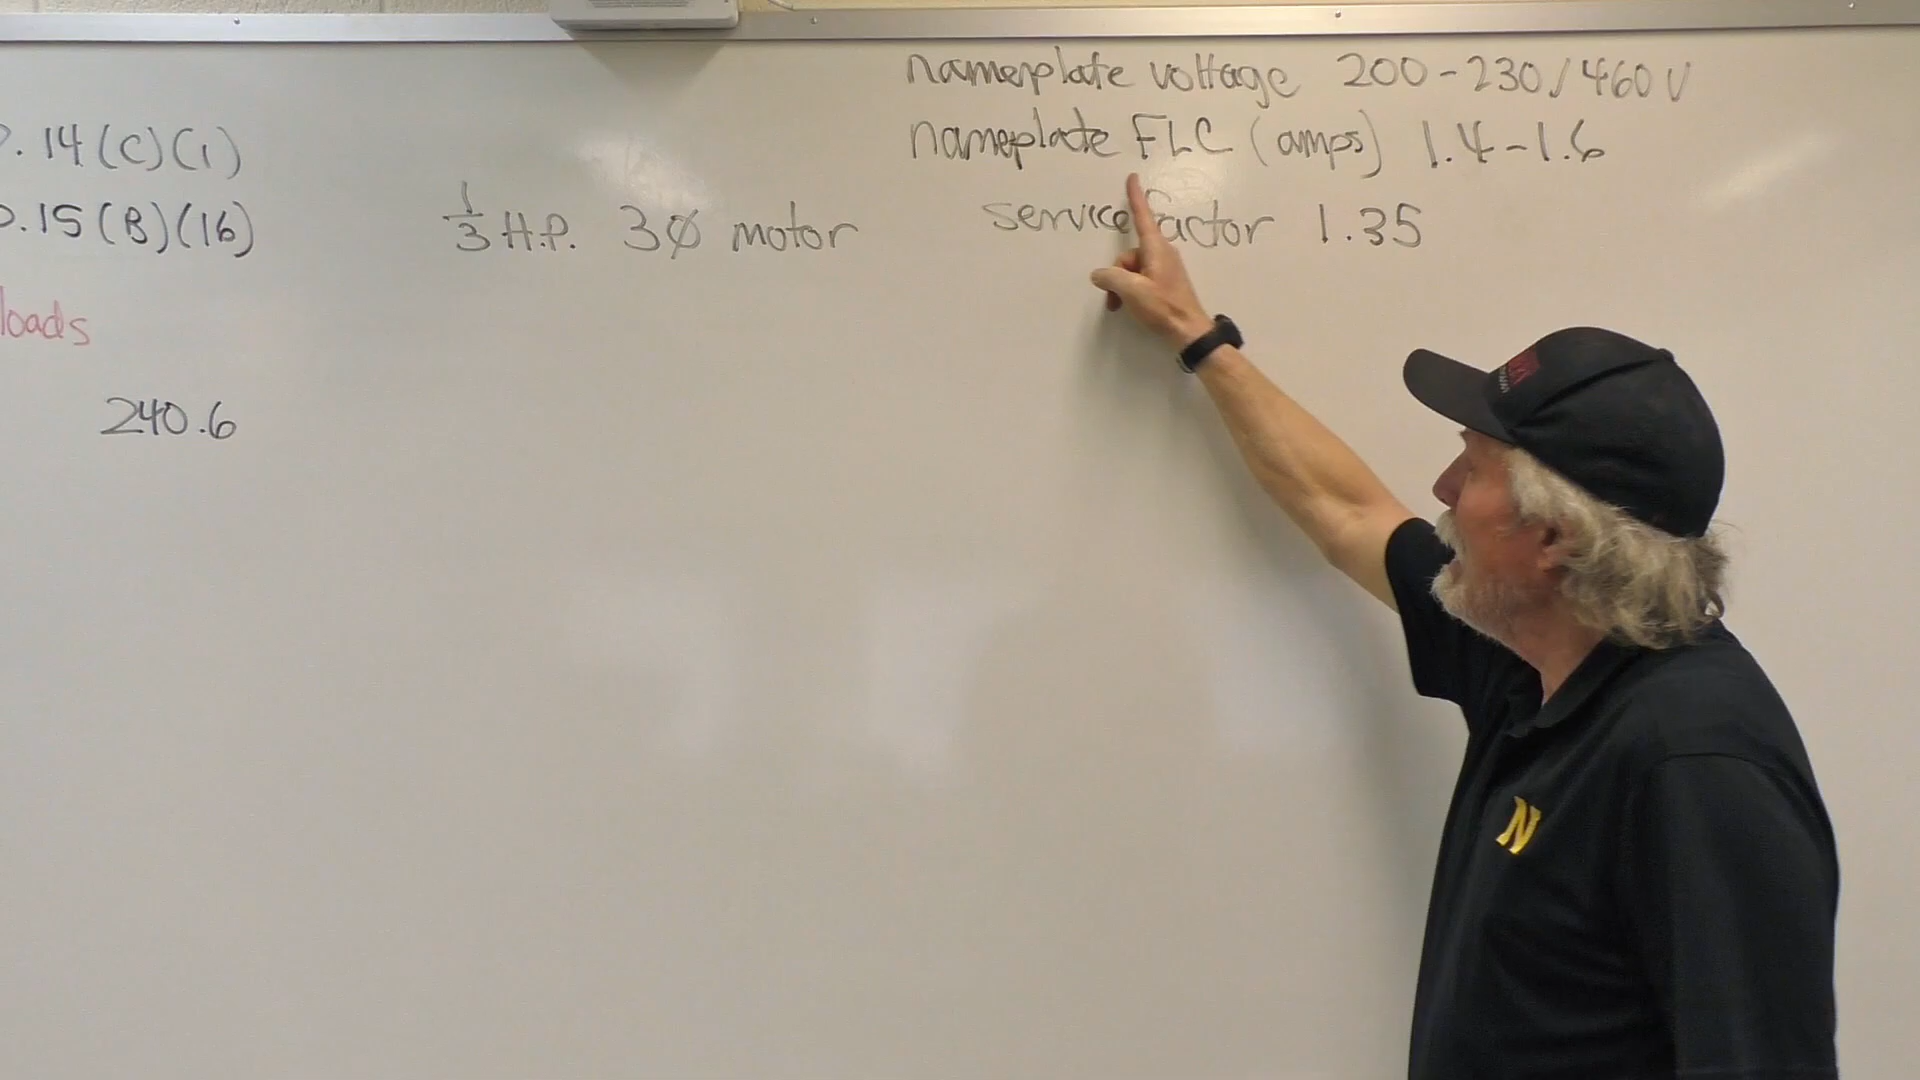 nameplate voltage 200-230/460V
nameplate FLC (amps) 1.4-1.6
service factor 1.35
.14(C)(1)
.15(B)(16)
1/3 H.P. 3Ø motor
loads
240.6
N